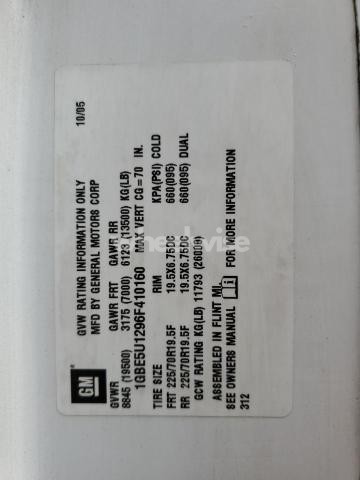 GM
GVW RATING INFORMATION ONLY 10/05
MFD BY GENERAL MOTORS CORP
GVWR GAWR FRT GAWR RR
8845 (19500) 3175 (7000) 6123 (13500) KG(LB)
1GBE5U1296F410160 MAX VERT CG=70 IN.
TIRE SIZE RIM KPA(PSI) COLD
FRT 225/70R19.5F 19.5X6.75DC 660(095)
RR 225/70R19.5F 19.5X6.75DC 660(095) DUAL
GCW RATING KG(LB) 11793 (26000)
ASSEMBLED IN FLINT MI.
SEE OWNERS MANUAL i FOR MORE INFORMATION
312